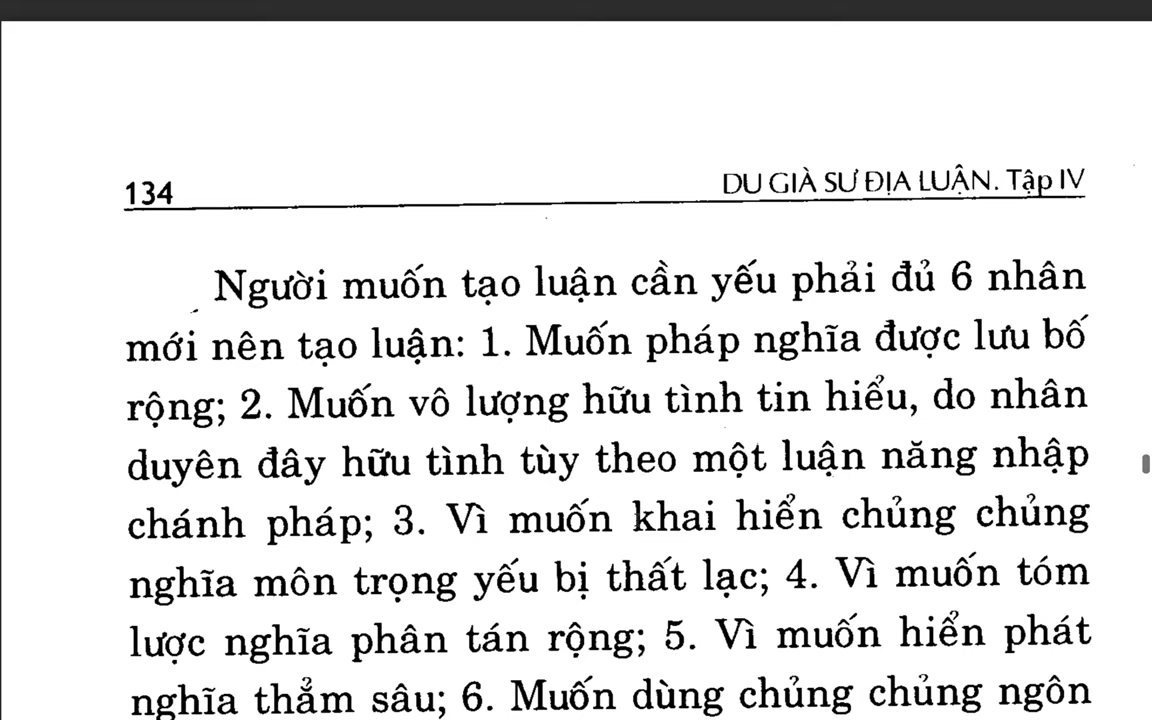 134
DU GIÀ SƯ ĐỊA LUẬN. Tập IV
Người muốn tạo luận cần yếu phải đủ 6 nhân
mới nên tạo luận: 1. Muốn pháp nghĩa được lưu bố
rộng; 2. Muốn vô lượng hữu tình tin hiểu, do nhân
duyên đây hữu tình tùy theo một luận năng nhập
chánh pháp; 3. Vì muốn khai hiển chủng chủng
nghĩa môn trọng yếu bị thất lạc; 4. Vì muốn tóm
lược nghĩa phân tán rộng; 5. Vì muốn hiển phát
nghĩa thẳm sâu; 6. Muốn dùng chủng chủng ngôn